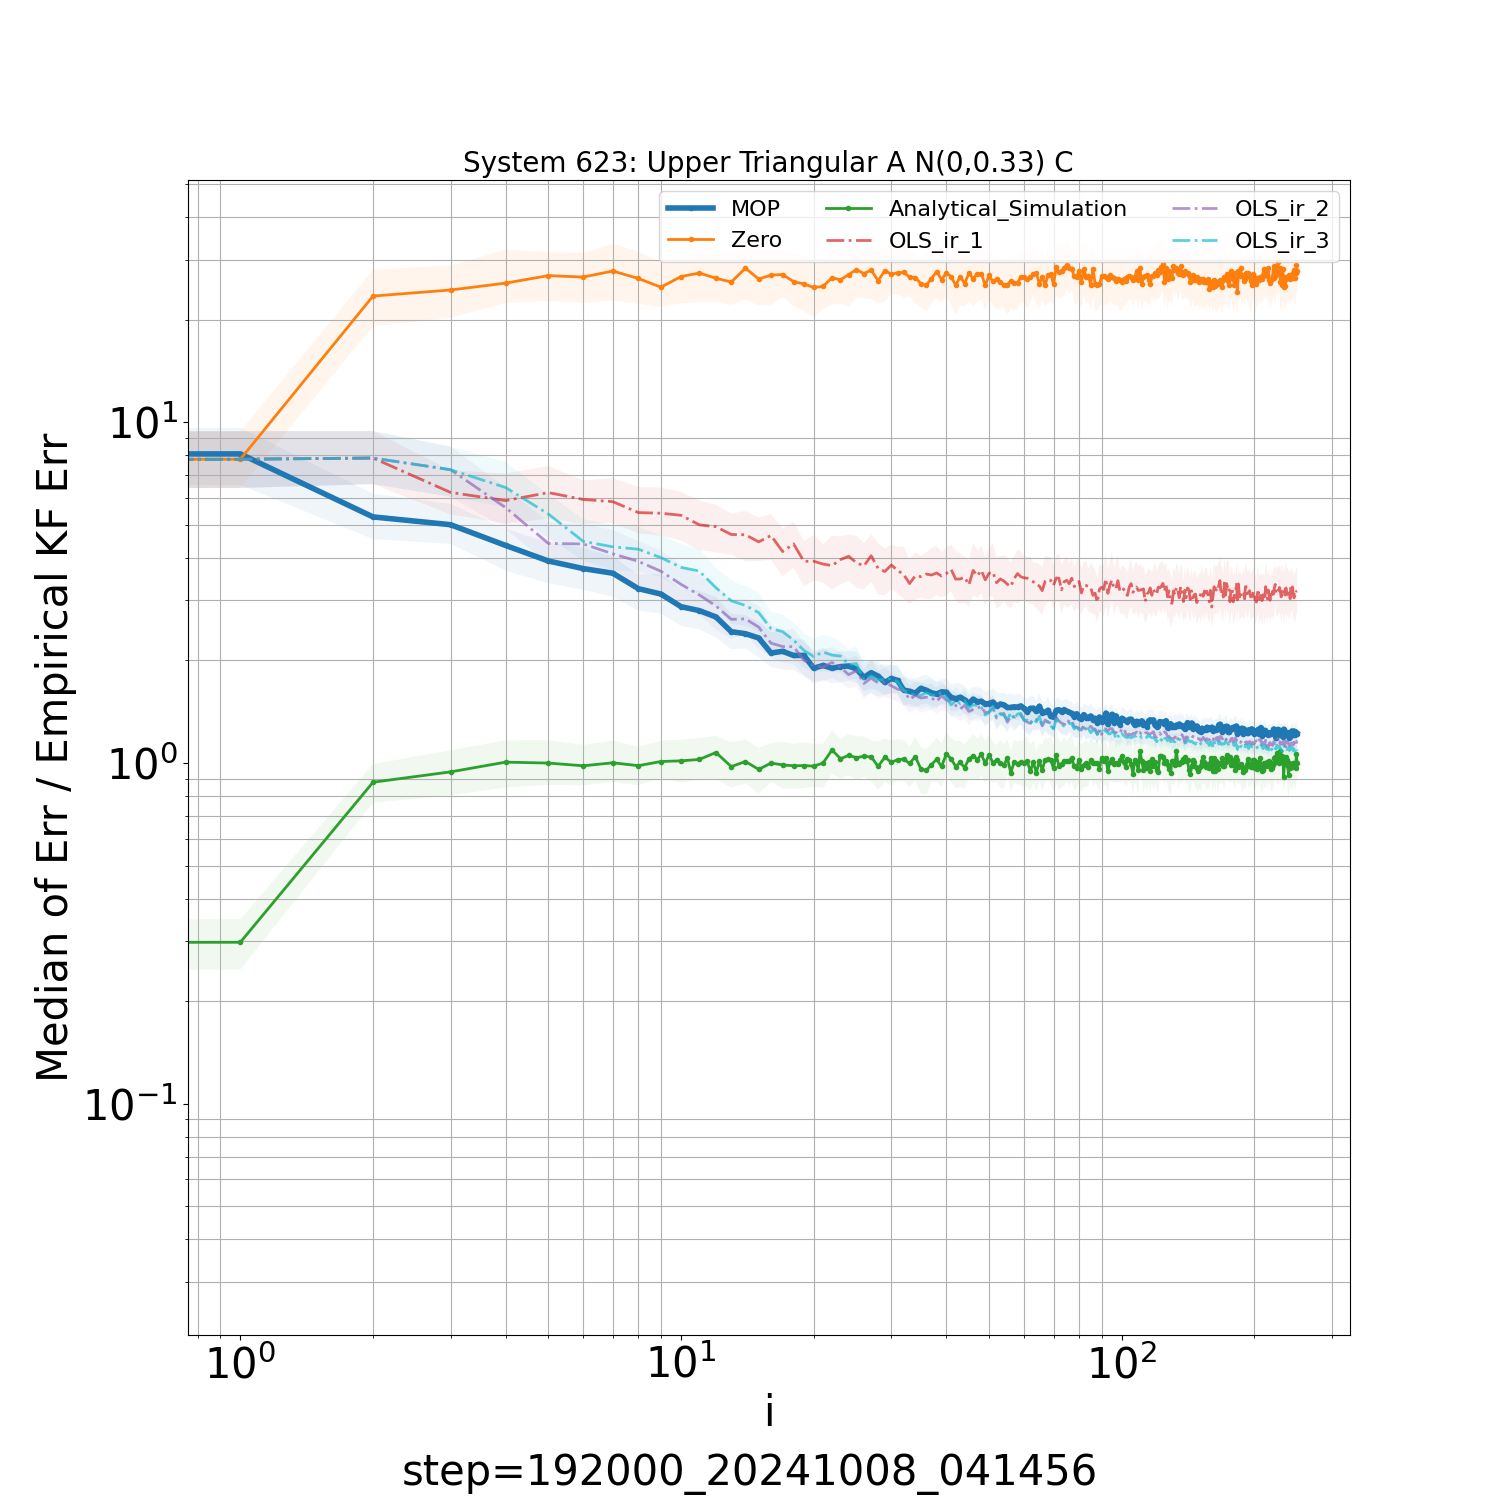 System 623: Upper Triangular A N(0,0.33) C
MOP
Zero
Analytical_Simulation
OLS_ir_1
OLS_ir_2
OLS_ir_3
Median of Err / Empirical KF Err
10¹
10⁰
10⁻¹
10⁰ 10¹ 10²
i
step=192000_20241008_041456